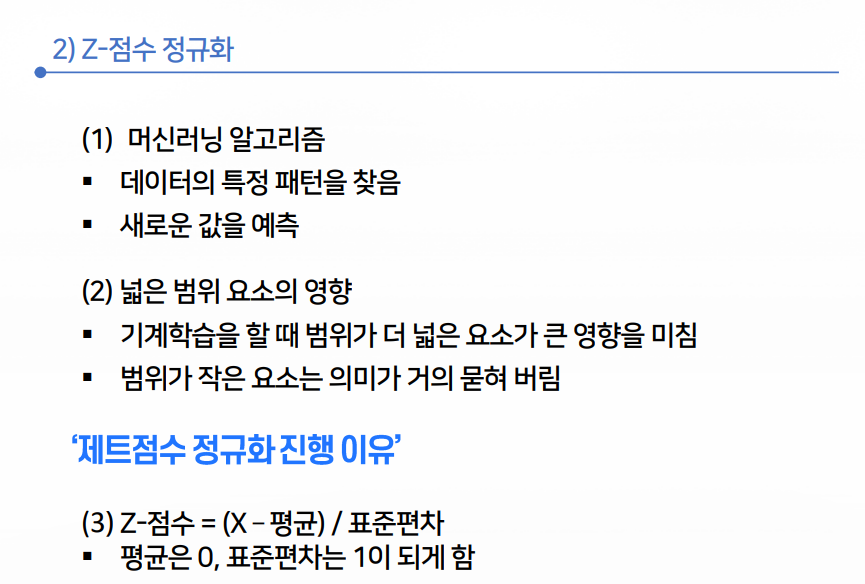 2) Z-점수 정규화
(1) 머신러닝 알고리즘
▪ 데이터의 특정 패턴을 찾음
▪ 새로운 값을 예측
(2) 넓은 범위 요소의 영향
▪ 기계학습을 할 때 범위가 더 넓은 요소가 큰 영향을 미침
▪ 범위가 작은 요소는 의미가 거의 묻혀 버림
‘제트점수 정규화 진행 이유’
(3) Z-점수 = (X – 평균) / 표준편차
▪ 평균은 0, 표준편차는 1이 되게 함